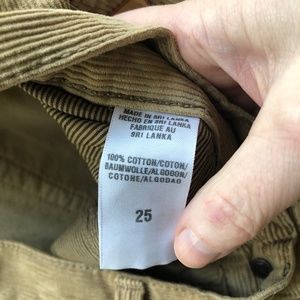 MADE IN SRI LANKA
HECHO EN SRI LANKA
FABRIQUE AU
SRI LANKA
100% COTTON/COTON/
BAUMWOLLE/ALGODON/
COTONE/ALGODAO
25